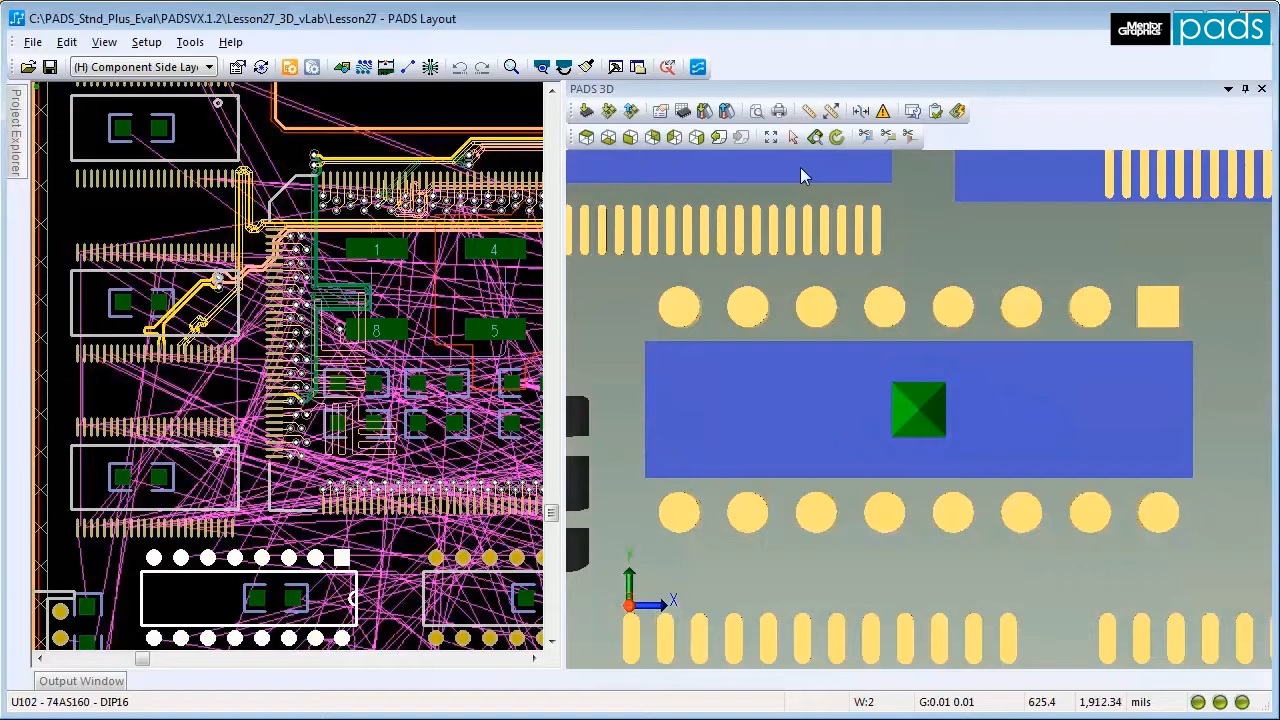 C:\PADS_Stnd_Plus_Eval\PADSVX.1.2\Lesson27_3D_vLab\Lesson27 - PADS Layout
Mentor Graphics
pads
File Edit View Setup Tools Help
(H) Component Side Lay
PADS 3D
Project Explorer
1 4
8 5
Y
X
Output Window
U102 - 74AS160 - DIP16 W:2 G:0.01 0.01 625.4 1,912.34 mils